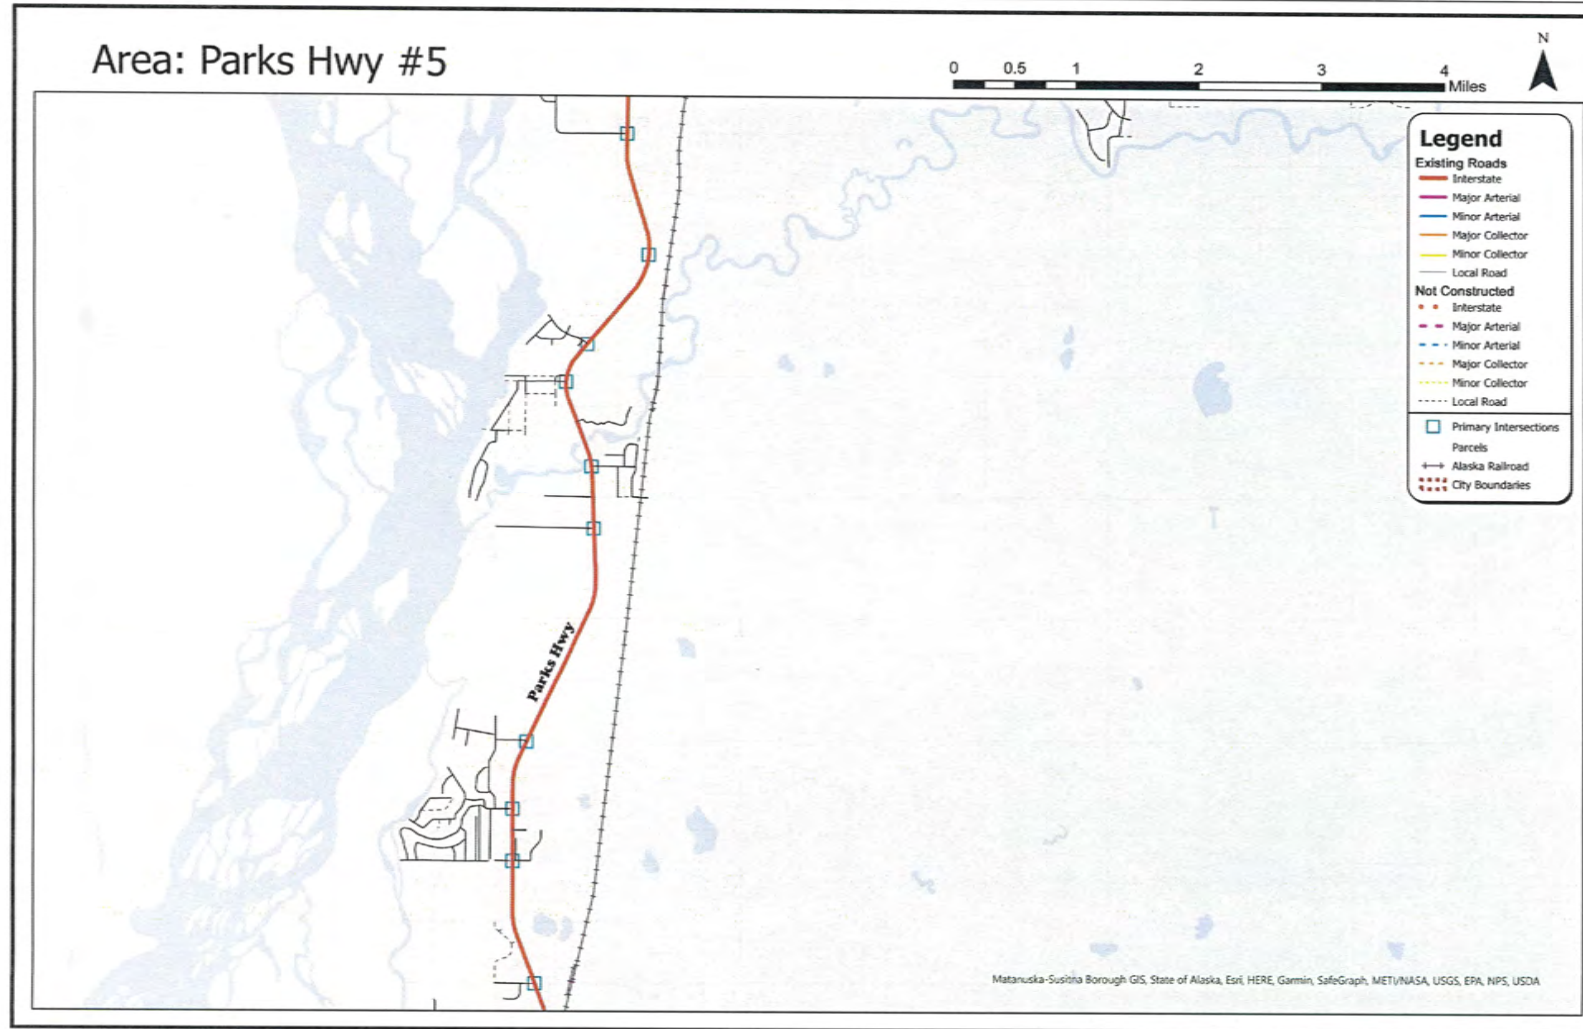 Area: Parks Hwy #5
N
0 0.5 1 2 3 4
Miles
Legend
Existing Roads
Interstate
Major Arterial
Minor Arterial
Major Collector
Minor Collector
Local Road
Not Constructed
Interstate
Major Arterial
Minor Arterial
Major Collector
Minor Collector
Local Road
Primary Intersections
Parcels
Alaska Railroad
City Boundaries
Parks Hwy
Matanuska-Susitna Borough GIS, State of Alaska, Esri, HERE, Garmin, SafeGraph, METI/NASA, USGS, EPA, NPS, USDA